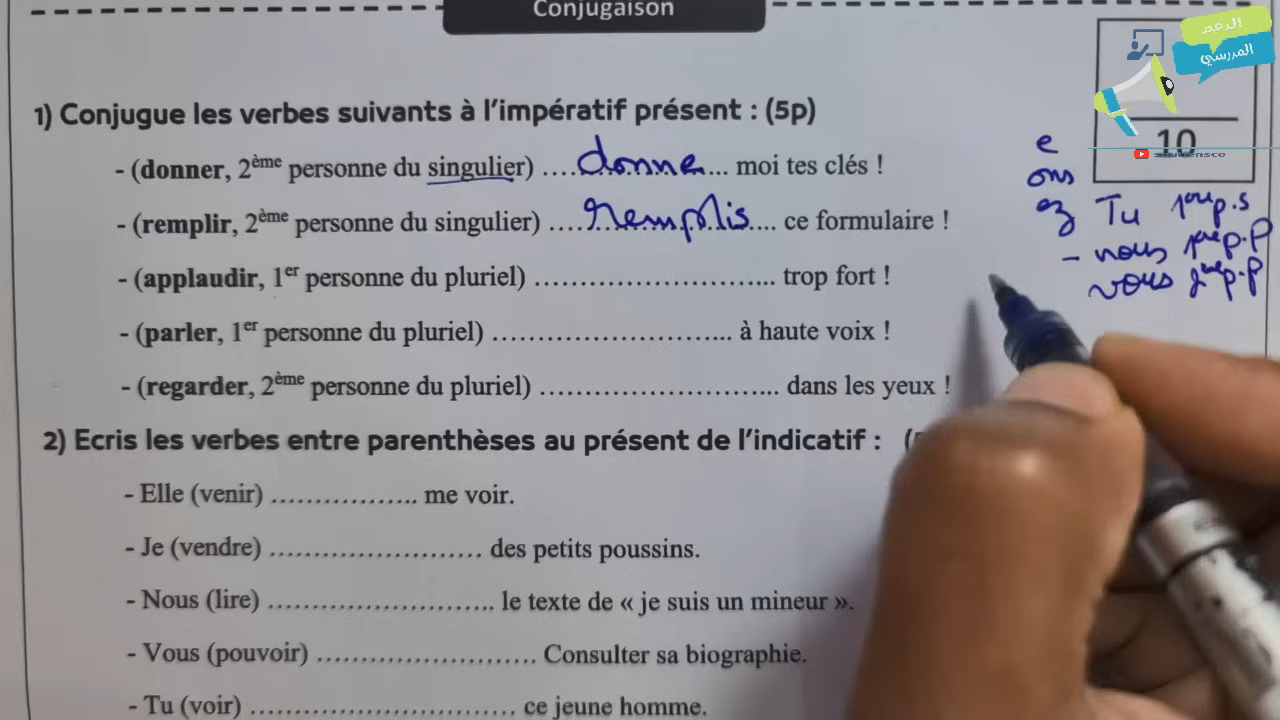 Conjugaison
الدعم
المدرسي
10
soutiensco
1) Conjugue les verbes suivants à l'impératif présent : (5p)
- (donner, 2ème personne du singulier) ....donne... moi tes clés !
- (remplir, 2ème personne du singulier) ....remplis.... ce formulaire !
- (applaudir, 1er personne du pluriel) ........................... trop fort !
- (parler, 1er personne du pluriel) ........................... à haute voix !
- (regarder, 2ème personne du pluriel) ........................... dans les yeux !
e
ons
ez
Tu
- nous
vous
2) Ecris les verbes entre parenthèses au présent de l'indicatif :
- Elle (venir) ................. me voir.
- Je (vendre) ........................ des petits poussins.
- Nous (lire) .......................... le texte de « je suis un mineur ».
- Vous (pouvoir) ......................... Consulter sa biographie.
- Tu (voir) .............................. ce jeune homme.